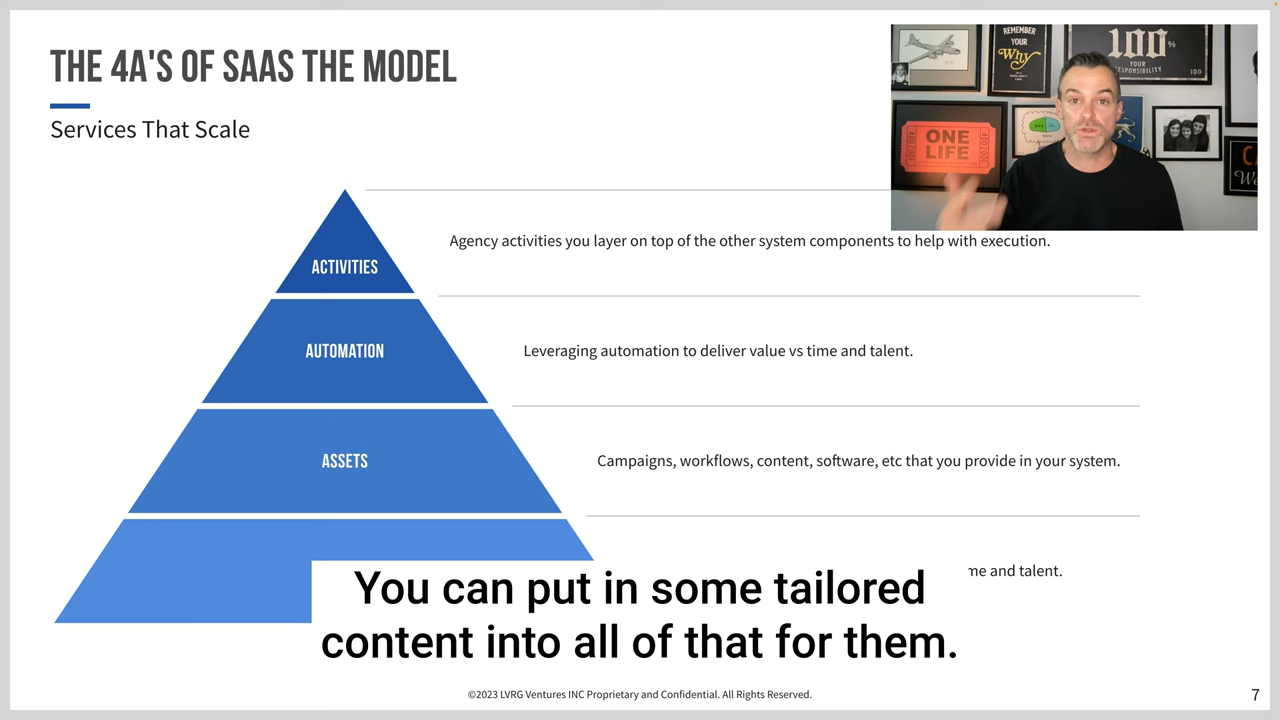 THE 4A'S OF SAAS THE MODEL
Services That Scale
REMEMBER
YOUR
Why
100%
YOUR
RESPONSIBILITY
100
ONE
LIFE
Agency activities you layer on top of the other system components to help with execution.
ACTIVITIES
AUTOMATION
Leveraging automation to deliver value vs time and talent.
ASSETS
Campaigns, workflows, content, software, etc that you provide in your system.
me and talent.
You can put in some tailored
content into all of that for them.
©2023 LVRG Ventures INC Proprietary and Confidential. All Rights Reserved.
7